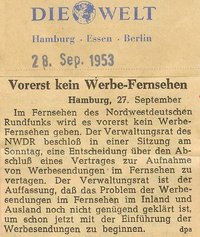 DIE WELT
Hamburg · Essen · Berlin
28. Sep. 1953
Vorerst kein Werbe-Fernsehen
Hamburg, 27. September
Im Fernsehen des Nordwestdeutschen
Rundfunks wird es vorerst kein Werbe-
Fernsehen geben. Der Verwaltungsrat des
NWDR beschloß in einer Sitzung am
Sonntag, eine Entscheidung über den Ab-
schluß eines Vertrages zur Aufnahme
von Werbesendungen im Fernsehen zu
vertagen. Der Verwaltungsrat ist der
Auffassung, daß das Problem der Werbe-
sendungen im Fernsehen im Inland und
Ausland noch nicht genügend geklärt ist,
um schon jetzt mit der Einführung der
Werbesendungen zu beginnen. dpa